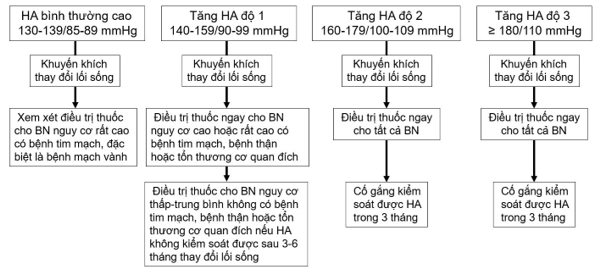 HA bình thường cao
130-139/85-89 mmHg
Khuyến khích
thay đổi lối sống
Xem xét điều trị thuốc
cho BN nguy cơ rất cao
có bệnh tim mạch, đặc
biệt là bệnh mạch vành
Tăng HA độ 1
140-159/90-99 mmHg
Khuyến khích
thay đổi lối sống
Điều trị thuốc ngay cho BN
nguy cơ cao hoặc rất cao có
bệnh tim mạch, bệnh thận
hoặc tổn thương cơ quan đích
Điều trị thuốc cho BN nguy cơ
thấp-trung bình không có bệnh
tim mạch, bệnh thận hoặc tổn
thương cơ quan đích nếu HA
không kiểm soát được sau 3-6
tháng thay đổi lối sống
Tăng HA độ 2
160-179/100-109 mmHg
Khuyến khích
thay đổi lối sống
Điều trị thuốc ngay
cho tất cả BN
Cố gắng kiểm
soát được HA
trong 3 tháng
Tăng HA độ 3
≥ 180/110 mmHg
Khuyến khích
thay đổi lối sống
Điều trị thuốc ngay
cho tất cả BN
Cố gắng kiểm
soát được HA
trong 3 tháng